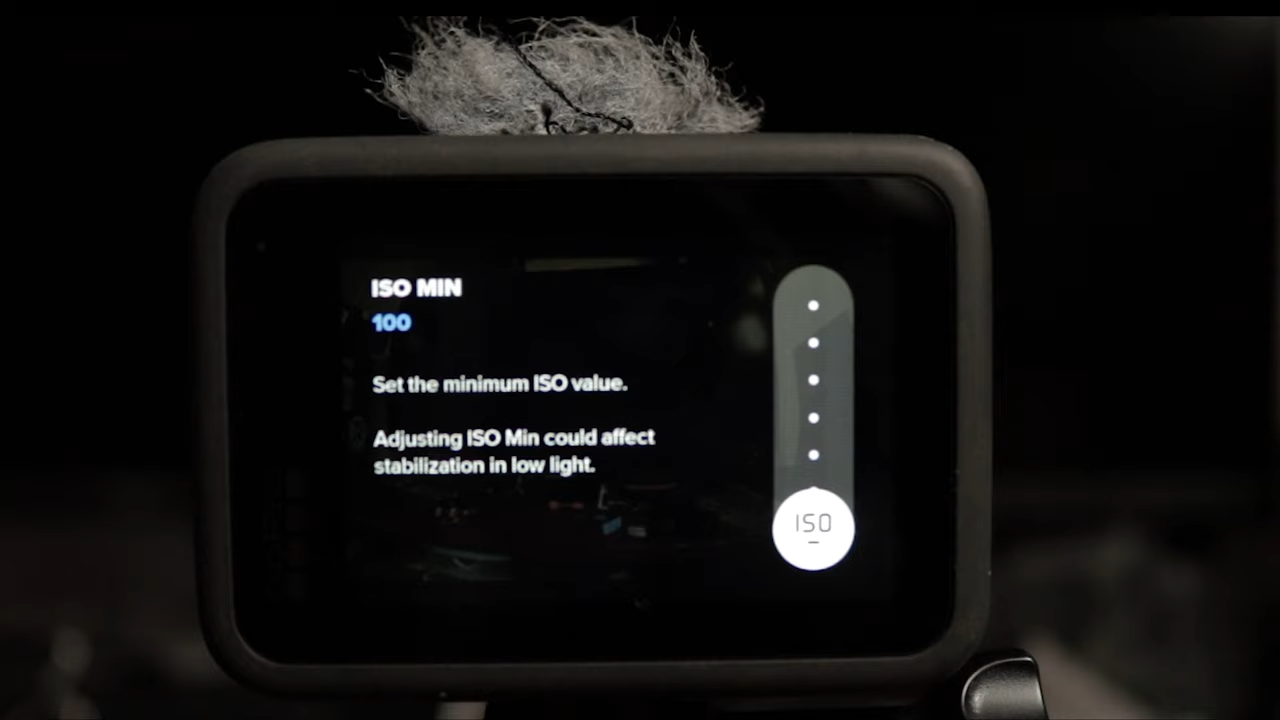 ISO MIN
100
Set the minimum ISO value.
Adjusting ISO Min could affect
stabilization in low light.
ISO